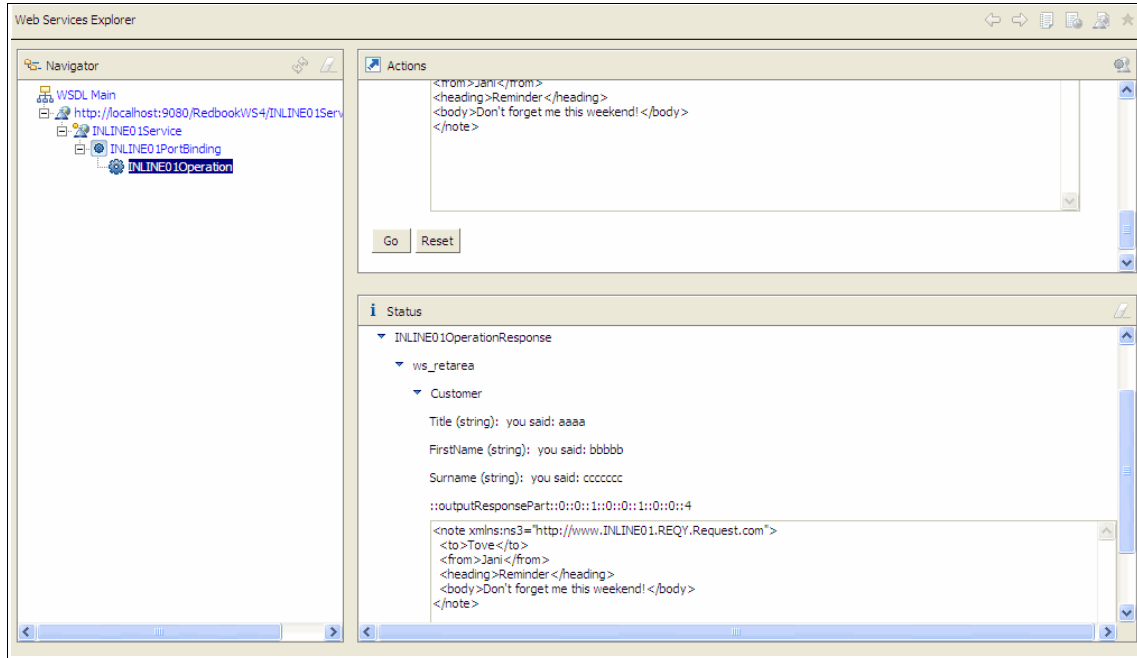 Web Services Explorer
Navigator
WSDL Main
http://localhost:9080/RedbookWS4/INLINE01Serv
INLINE01Service
INLINE01PortBinding
INLINE01Operation
Actions
<from>Jani</from>
<heading>Reminder</heading>
<body>Don't forget me this weekend!</body>
</note>
Go Reset
i Status
INLINE01OperationResponse
ws_retarea
Customer
Title (string): you said: aaaa
FirstName (string): you said: bbbbb
Surname (string): you said: ccccccc
::outputResponsePart::0::0::1::0::0::1::0::0::4
<note xmlns:ns3="http://www.INLINE01.REQY.Request.com">
<to>Tove</to>
<from>Jani</from>
<heading>Reminder</heading>
<body>Don't forget me this weekend!</body>
</note>